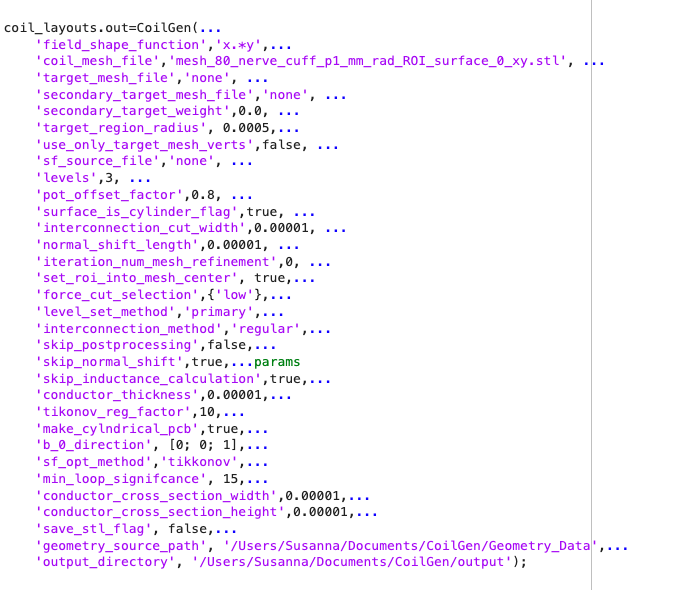 coil_layouts.out=CoilGen(...
'field_shape_function','x.*y',...
'coil_mesh_file','mesh_80_nerve_cuff_p1_mm_rad_ROI_surface_0_xy.stl', ...
'target_mesh_file','none', ...
'secondary_target_mesh_file','none', ...
'secondary_target_weight',0.0, ...
'target_region_radius', 0.0005,...
'use_only_target_mesh_verts',false, ...
'sf_source_file','none', ...
'levels',3, ...
'pot_offset_factor',0.8, ...
'surface_is_cylinder_flag',true, ...
'interconnection_cut_width',0.00001, ...
'normal_shift_length',0.00001, ...
'iteration_num_mesh_refinement',0, ...
'set_roi_into_mesh_center', true,...
'force_cut_selection',{'low'},...
'level_set_method','primary',...
'interconnection_method','regular',...
'skip_postprocessing',false,...
'skip_normal_shift',true,...params
'skip_inductance_calculation',true,...
'conductor_thickness',0.00001,...
'tikonov_reg_factor',10,...
'make_cylndrical_pcb',true,...
'b_0_direction', [0; 0; 1],...
'sf_opt_method','tikkonov',...
'min_loop_signifcance', 15,...
'conductor_cross_section_width',0.00001,...
'conductor_cross_section_height',0.00001,...
'save_stl_flag', false,...
'geometry_source_path', '/Users/Susanna/Documents/CoilGen/Geometry_Data',...
'output_directory', '/Users/Susanna/Documents/CoilGen/output');